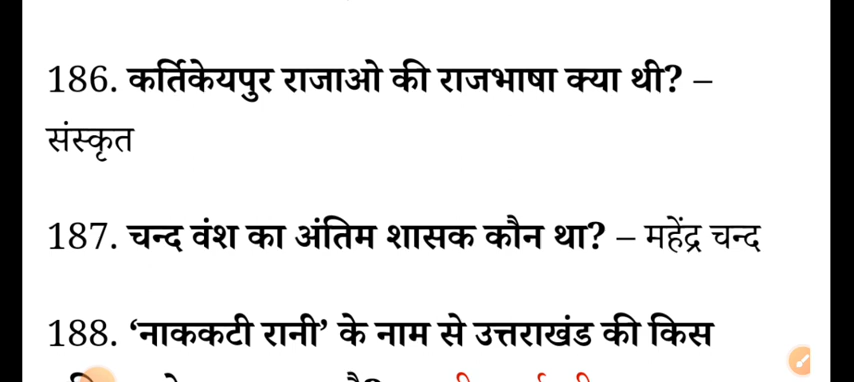 186. कर्तिकेयपुर राजाओ की राजभाषा क्या थी? –
संस्कृत
187. चन्द वंश का अंतिम शासक कौन था? – महेंद्र चन्द
188. ‘नाककटी रानी’ के नाम से उत्तराखंड की किस